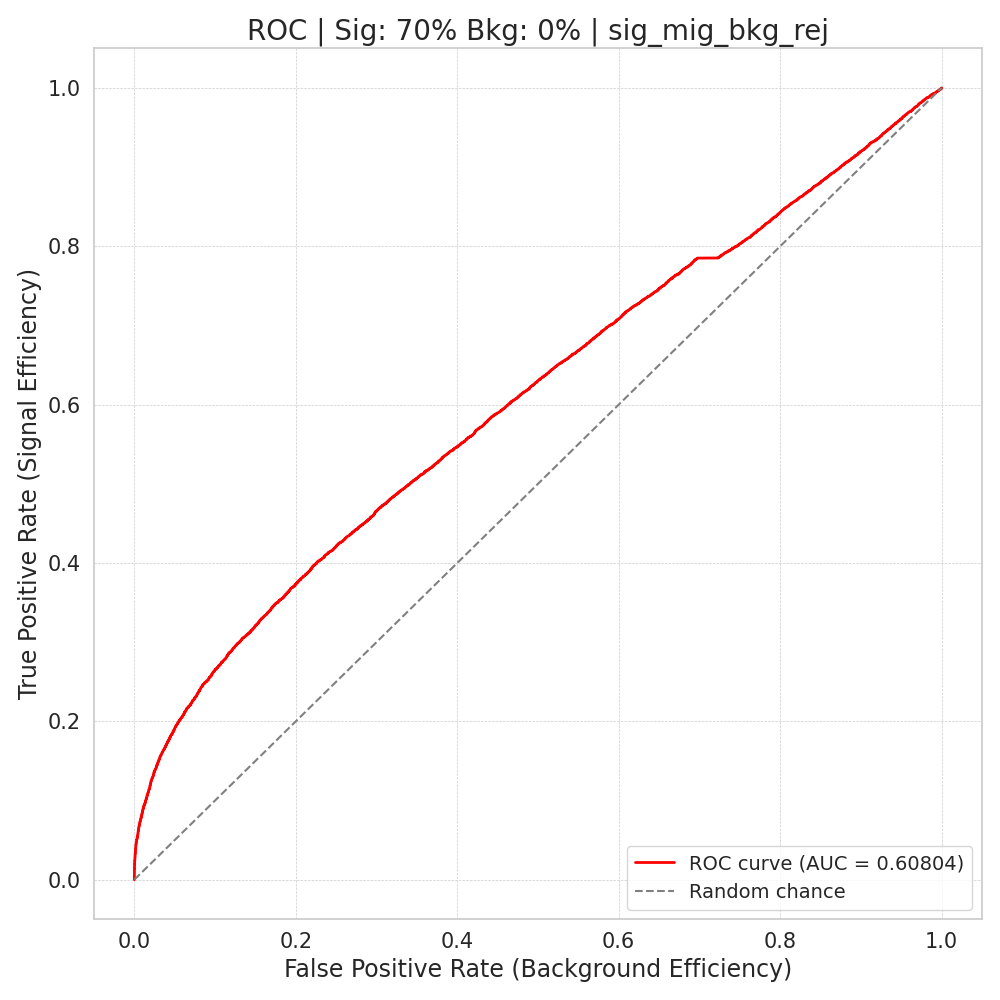 ROC | Sig: 70% Bkg: 0% | sig_mig_bkg_rej
True Positive Rate (Signal Efficiency)
1.0
0.8
0.6
0.4
0.2
0.0
ROC curve (AUC = 0.60804)
Random chance
0.0 0.2 0.4 0.6 0.8 1.0
False Positive Rate (Background Efficiency)